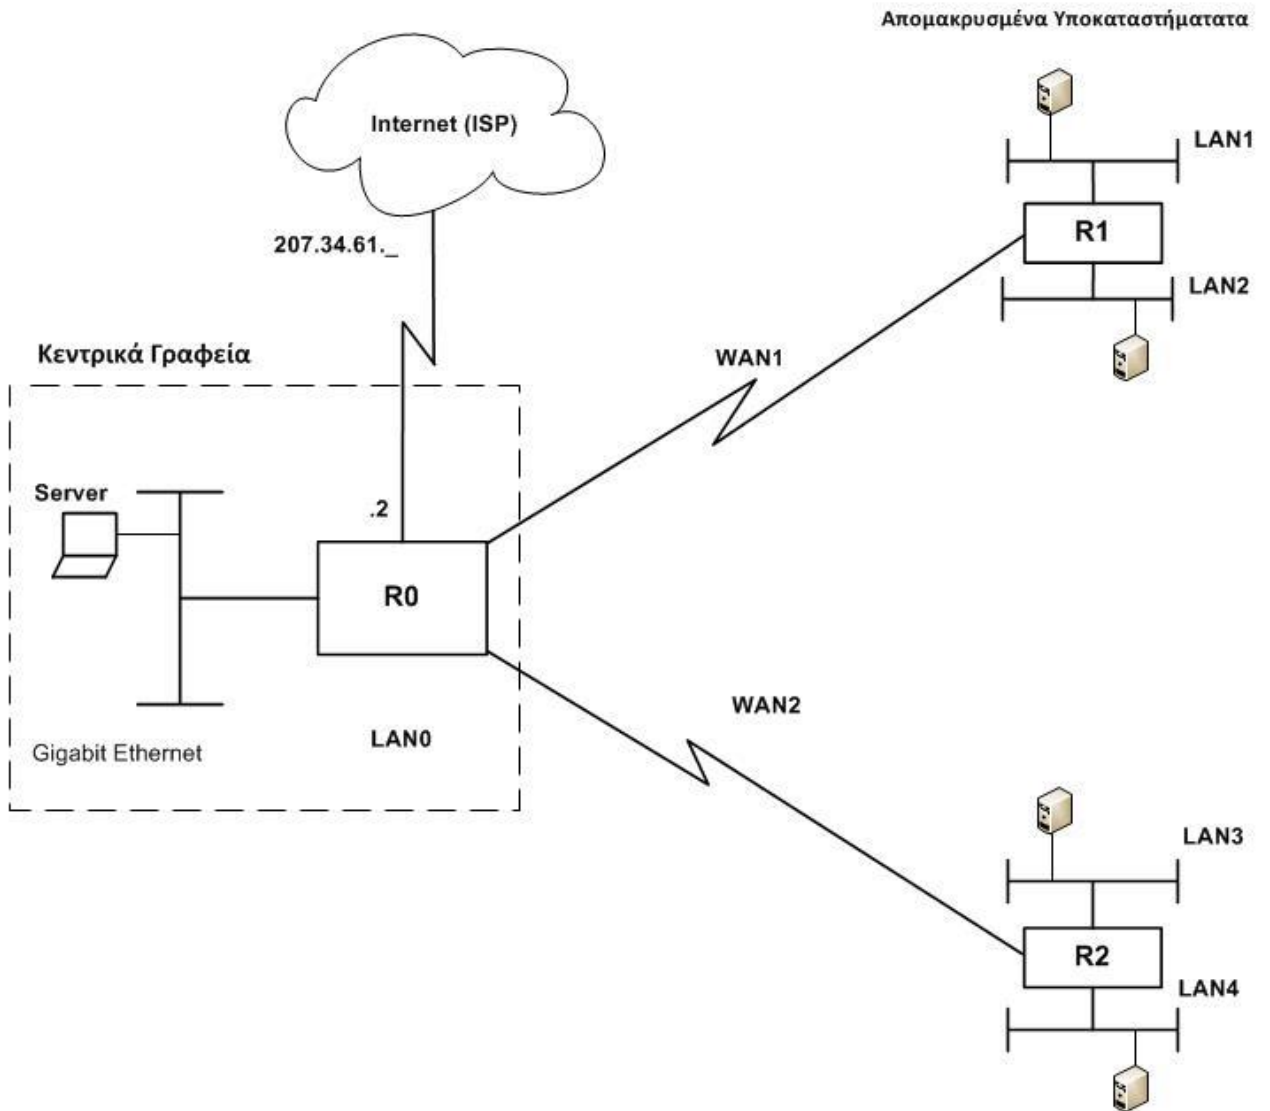 Απομακρυσμένα Υποκαταστήματατα
Internet (ISP)
LAN1
207.34.61._
R1
LAN2
Κεντρικά Γραφεία
WAN1
Server
.2
R0
WAN2
LAN0
Gigabit Ethernet
LAN3
R2
LAN4